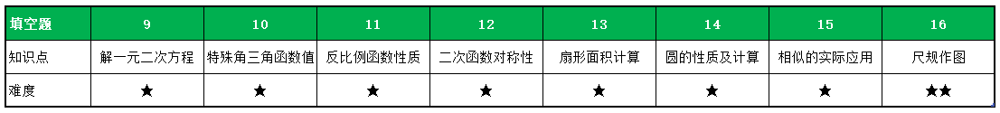 填空题 9 10 11 12 13 14 15 16
知识点 解一元二次方程 特殊角三角函数值 反比例函数性质 二次函数对称性 扇形面积计算 圆的性质及计算 相似的实际应用 尺规作图
难度 ★ ★ ★ ★ ★ ★ ★ ★★